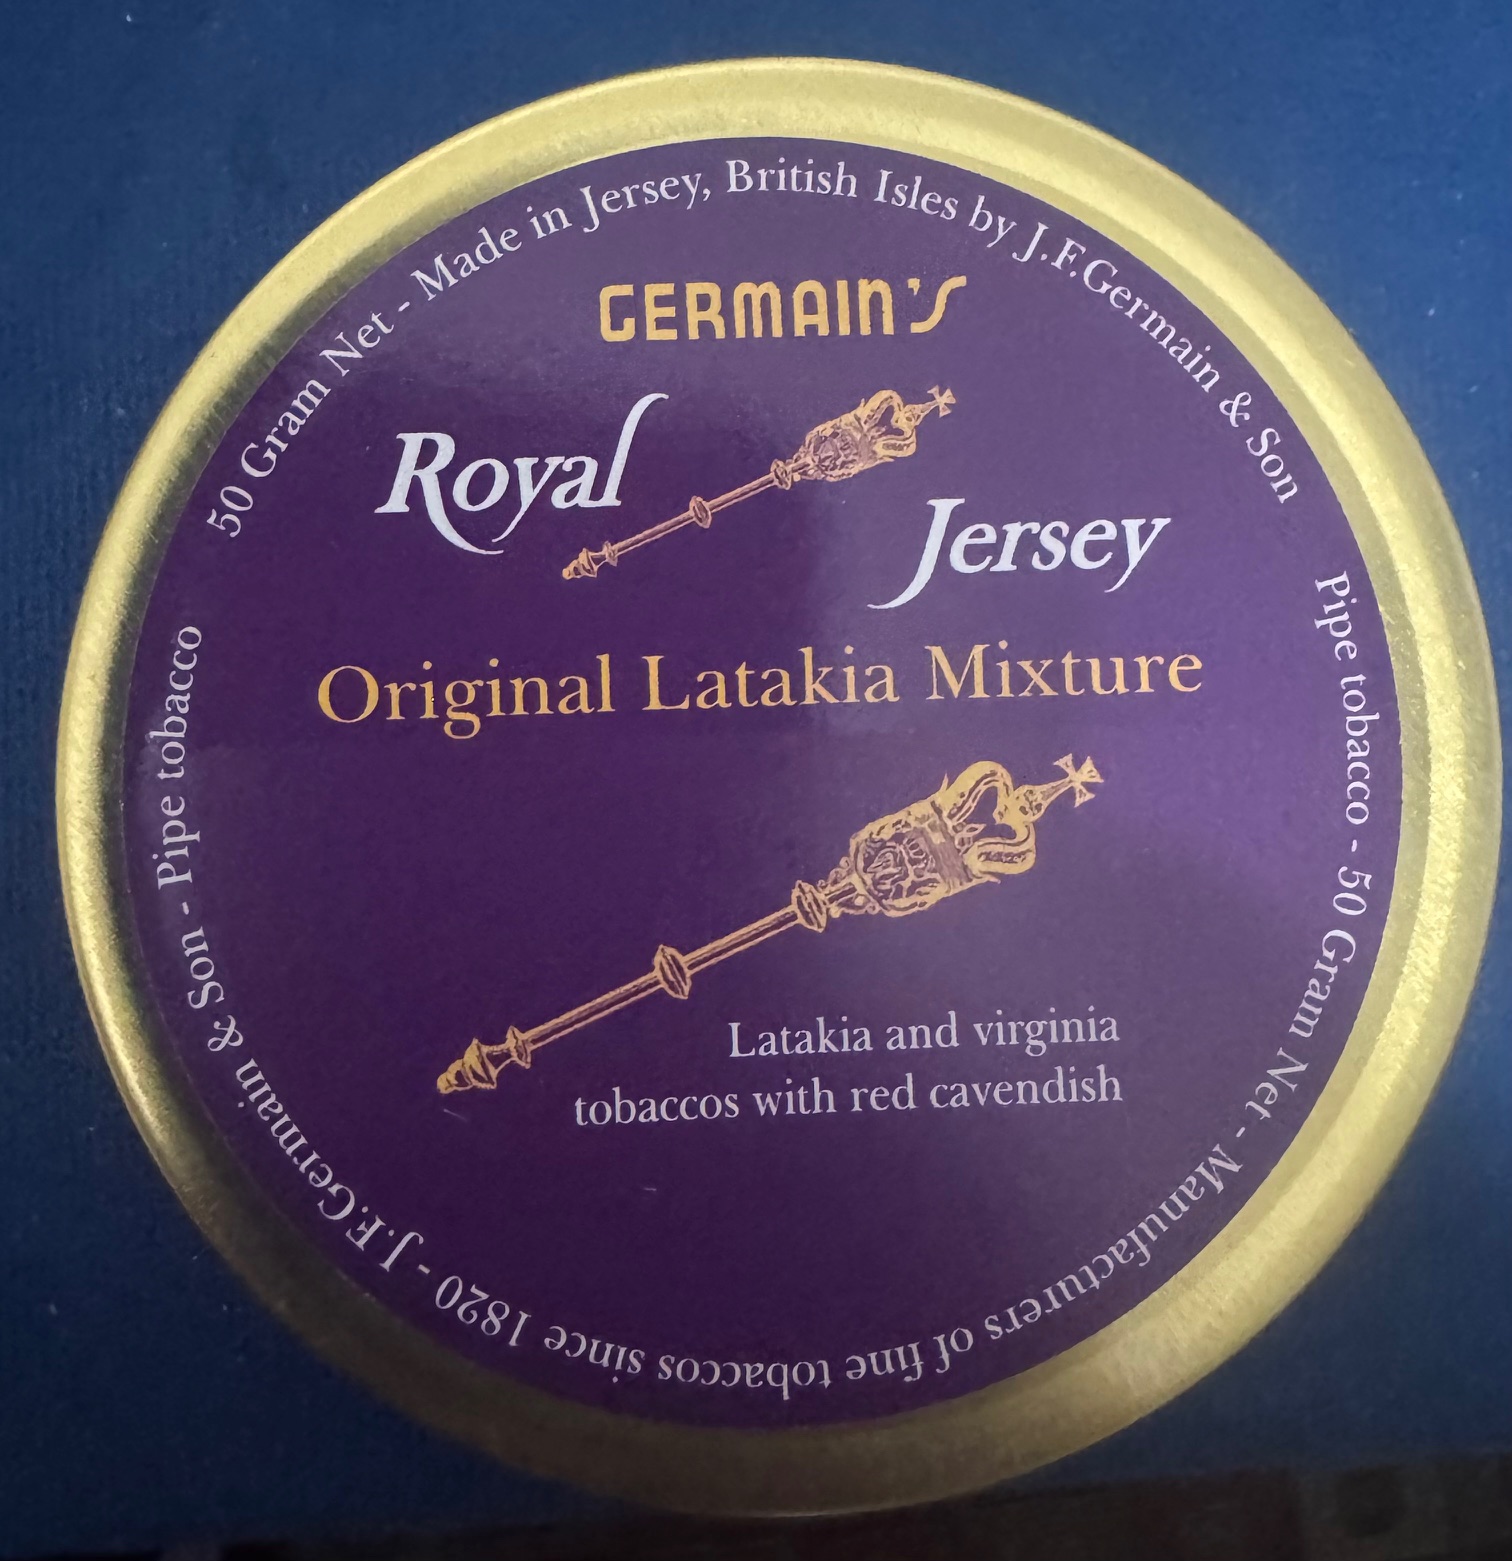 50 Gram Net - Made in Jersey, British Isles by J.F.Germain & Son
GERMAIN'S
Royal
Jersey
Original Latakia Mixture
Latakia and virginia
tobaccos with red cavendish
Pipe tobacco - 50 Gram Net - Manufacturers of fine tobaccos since 1820 - J.F.Germain & Son - Pipe tobacco